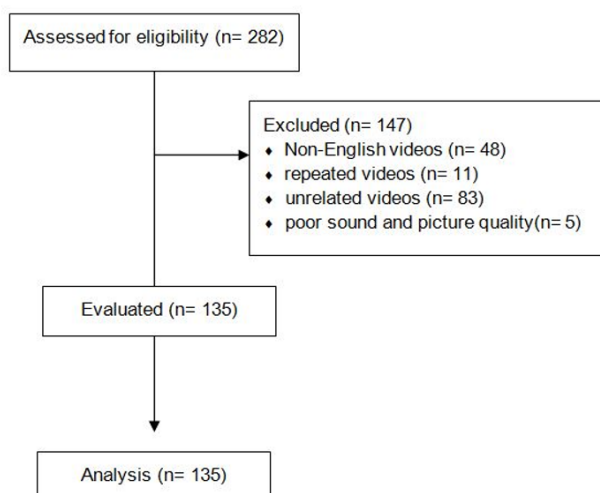 Assessed for eligibility (n= 282)
Excluded (n= 147)
♦ Non-English videos (n= 48)
♦ repeated videos (n= 11)
♦ unrelated videos (n= 83)
♦ poor sound and picture quality(n= 5)
Evaluated (n= 135)
Analysis (n= 135)